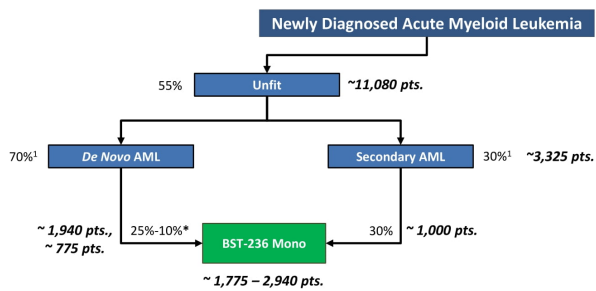 Newly Diagnosed Acute Myeloid Leukemia
55%
Unfit
~11,080 pts.
70%¹
De Novo AML
Secondary AML
30%¹
~3,325 pts.
~ 1,940 pts.,
~ 775 pts.
25%-10%*
BST-236 Mono
30%
~ 1,000 pts.
~ 1,775 – 2,940 pts.